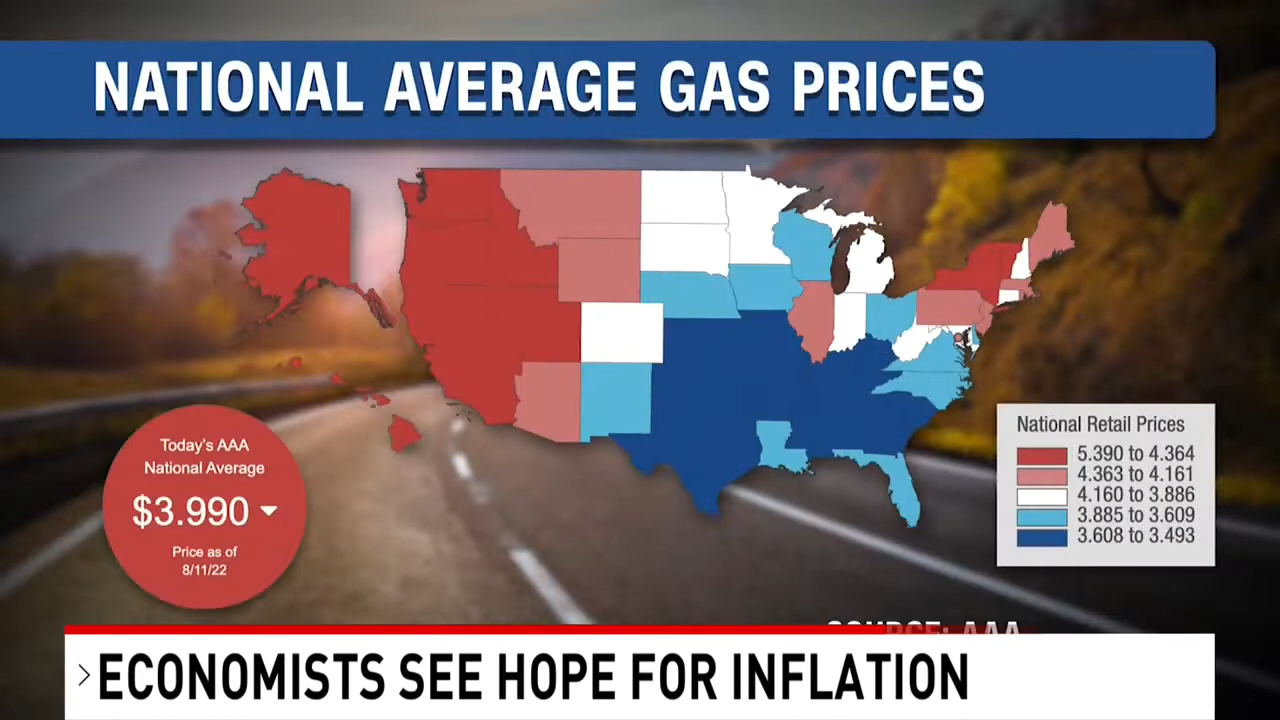 NATIONAL AVERAGE GAS PRICES
Today's AAA
National Average
$3.990
Price as of
8/11/22
National Retail Prices
5.390 to 4.364
4.363 to 4.161
4.160 to 3.886
3.885 to 3.609
3.608 to 3.493
SOURCE: AAA
ECONOMISTS SEE HOPE FOR INFLATION